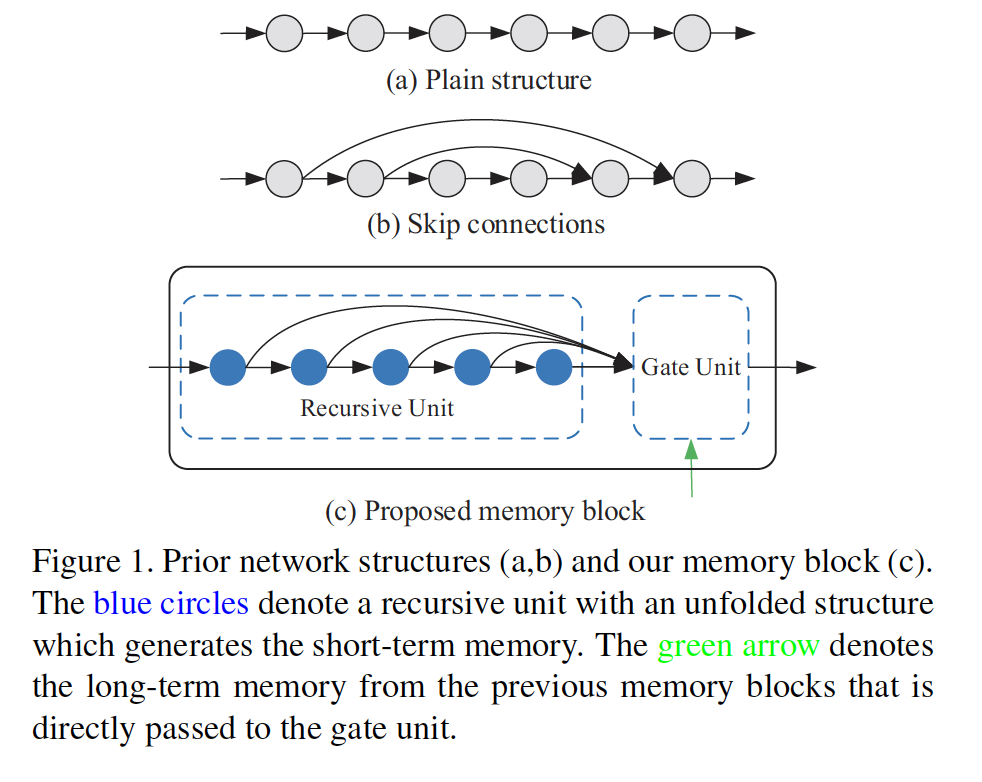 (a) Plain structure
(b) Skip connections
Gate Unit
Recursive Unit
(c) Proposed memory block
Figure 1. Prior network structures (a,b) and our memory block (c).
The blue circles denote a recursive unit with an unfolded structure
which generates the short-term memory. The green arrow denotes
the long-term memory from the previous memory blocks that is
directly passed to the gate unit.